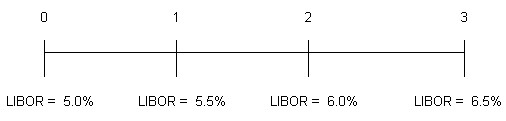 0 1 2 3
LIBOR = 5.0% LIBOR = 5.5% LIBOR = 6.0% LIBOR = 6.5%